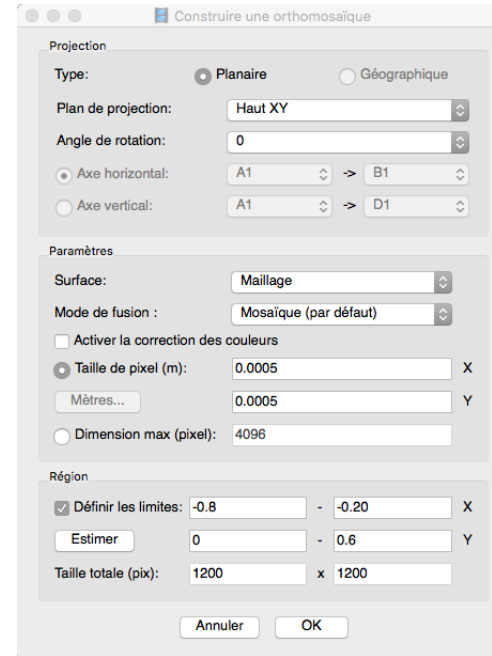 Construire une orthomosaïque
Projection
Type: Planaire Géographique
Plan de projection: Haut XY
Angle de rotation: 0
Axe horizontal: A1 -> B1
Axe vertical: A1 -> D1
Paramètres
Surface: Maillage
Mode de fusion : Mosaïque (par défaut)
Activer la correction des couleurs
Taille de pixel (m): 0.0005 X
Mètres... 0.0005 Y
Dimension max (pixel): 4096
Région
Définir les limites: -0.8 - -0.20 X
Estimer 0 - 0.6 Y
Taille totale (pix): 1200 x 1200
Annuler OK